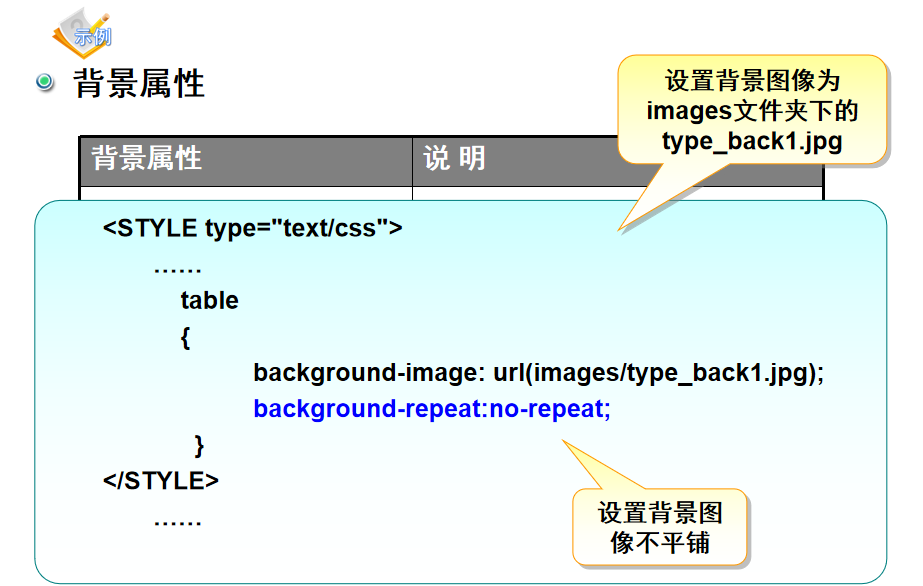 示例
背景属性
设置背景图像为
images文件夹下的
type_back1.jpg
背景属性 说 明
<STYLE type="text/css">
……
table
{
background-image: url(images/type_back1.jpg);
background-repeat:no-repeat;
}
</STYLE>
……
设置背景图
像不平铺